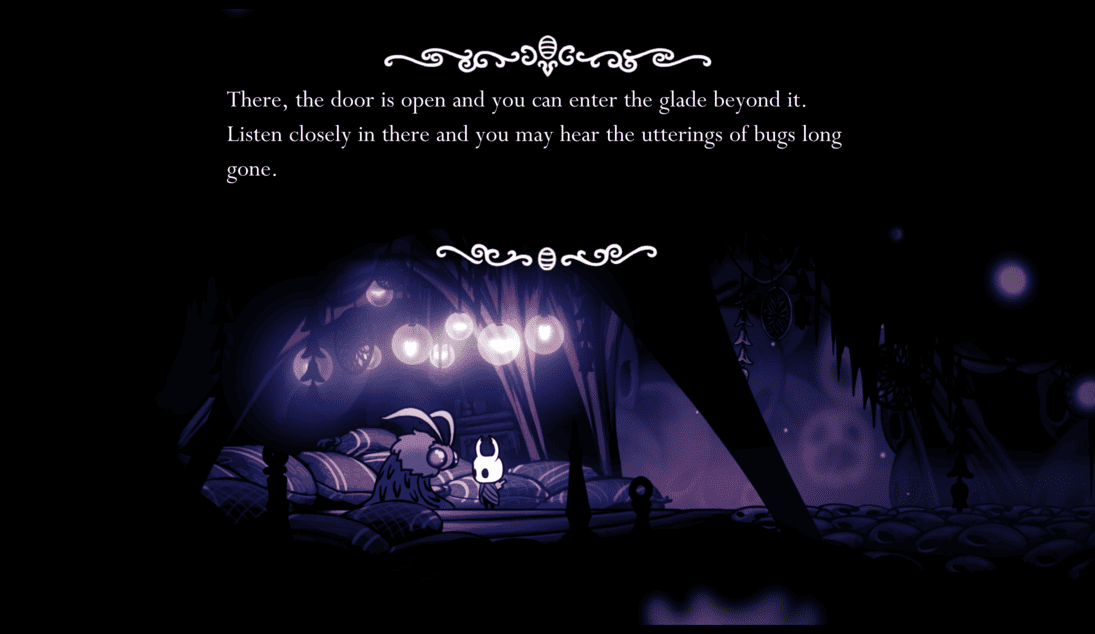 There, the door is open and you can enter the glade beyond it.
Listen closely in there and you may hear the utterings of bugs long
gone.